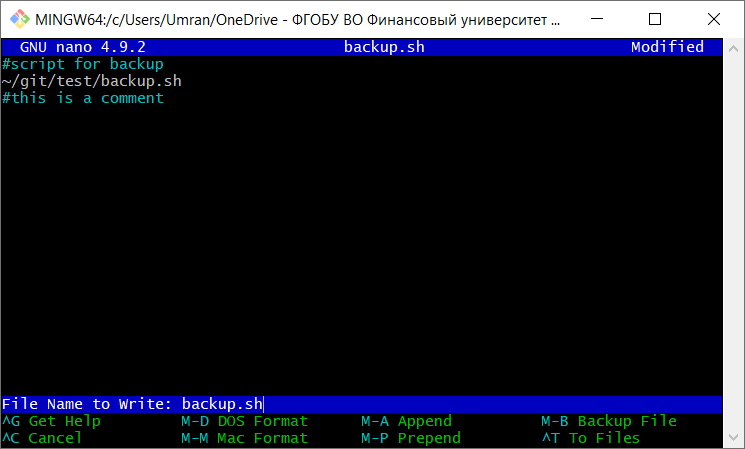 MINGW64:/c/Users/Umran/OneDrive - ФГОБУ ВО Финансовый университет ...
GNU nano 4.9.2 backup.sh Modified
#script for backup
~/git/test/backup.sh
#this is a comment
File Name to Write: backup.sh
^G Get Help M-D DOS Format M-A Append M-B Backup File
^C Cancel M-M Mac Format M-P Prepend ^T To Files